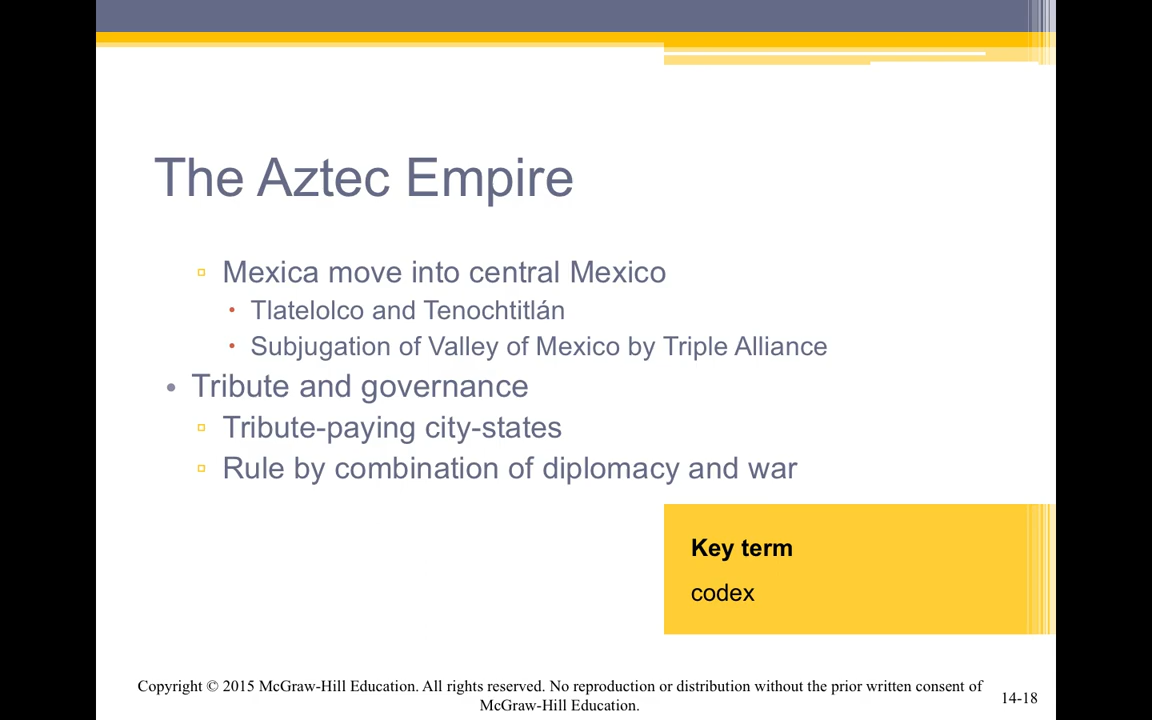 The Aztec Empire
Mexica move into central Mexico
Tlatelolco and Tenochtitlán
Subjugation of Valley of Mexico by Triple Alliance
Tribute and governance
Tribute-paying city-states
Rule by combination of diplomacy and war
Key term
codex
Copyright © 2015 McGraw-Hill Education. All rights reserved. No reproduction or distribution without the prior written consent of
McGraw-Hill Education.
14-18